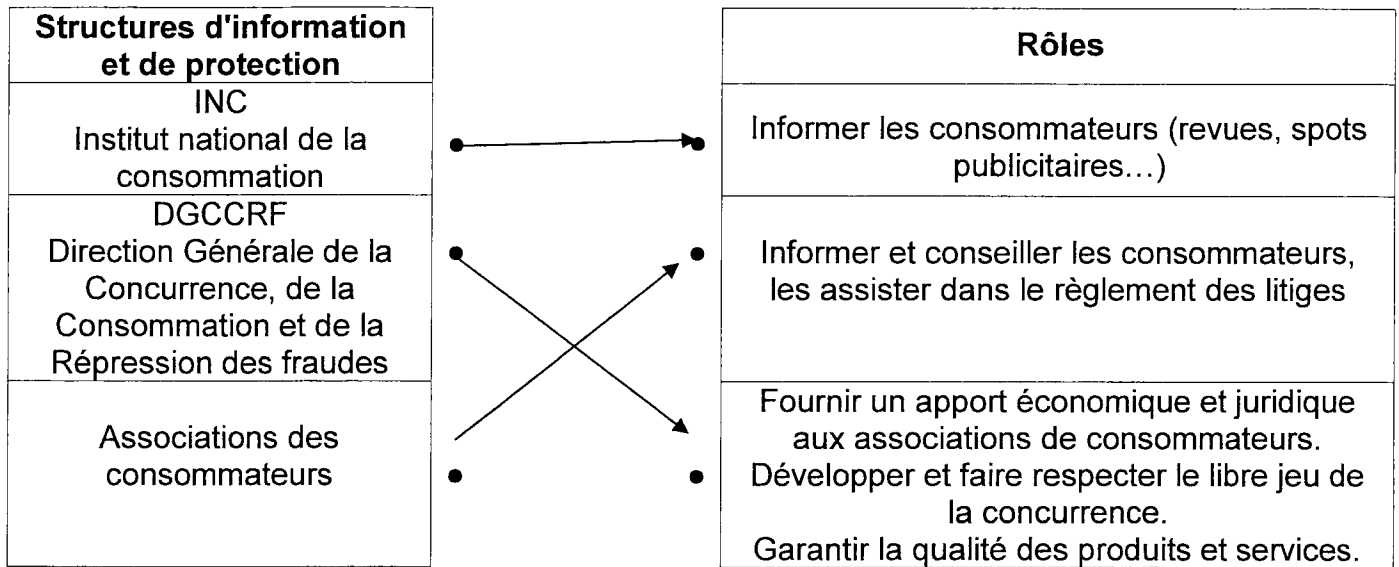 Structures d'information
et de protection
Rôles
INC
Institut national de la
consommation
Informer les consommateurs (revues, spots
publicitaires…)
DGCCRF
Direction Générale de la
Concurrence, de la
Consommation et de la
Répression des fraudes
Informer et conseiller les consommateurs,
les assister dans le règlement des litiges
Associations des
consommateurs
Fournir un apport économique et juridique
aux associations de consommateurs.
Développer et faire respecter le libre jeu de
la concurrence.
Garantir la qualité des produits et services.